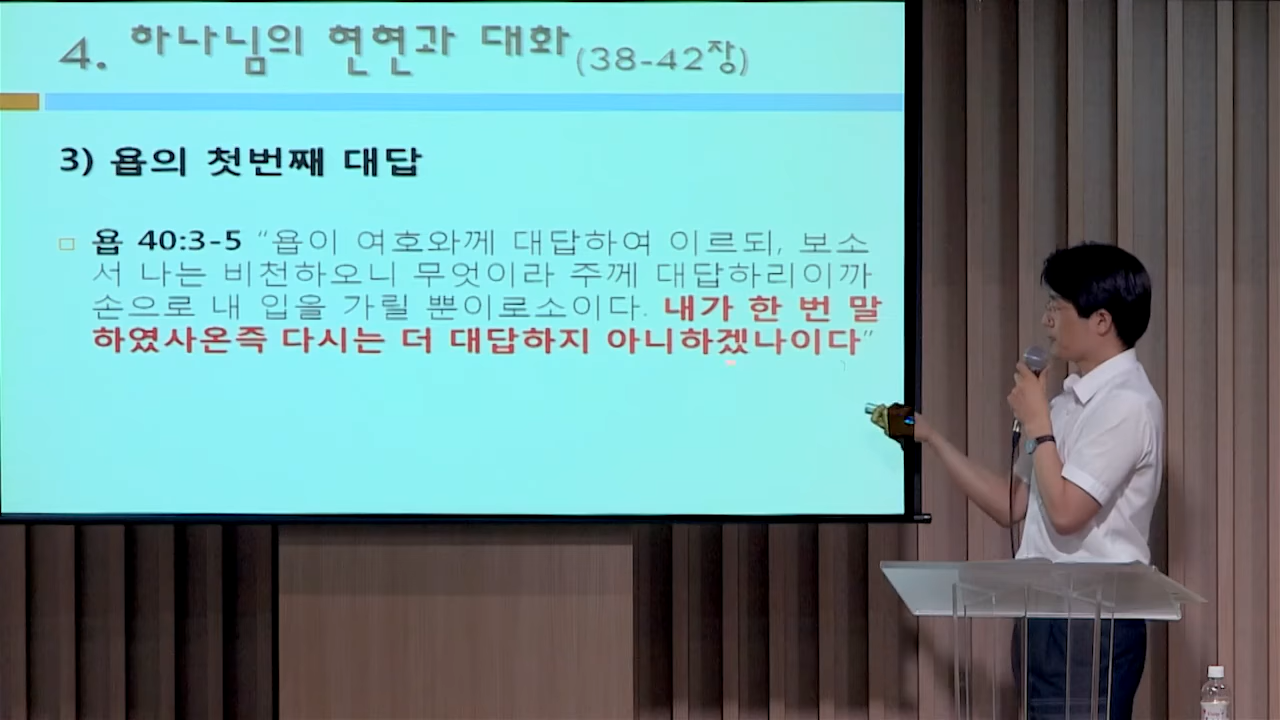 4. 하나님의 현현과 대화(38-42장)
3) 욥의 첫번째 대답
욥 40:3-5 “욥이 여호와께 대답하여 이르되, 보소
서 나는 비천하오니 무엇이라 주께 대답하리이까
손으로 내 입을 가릴 뿐이로소이다. 내가 한 번 말
하였사온즉 다시는 더 대답하지 아니하겠나이다”